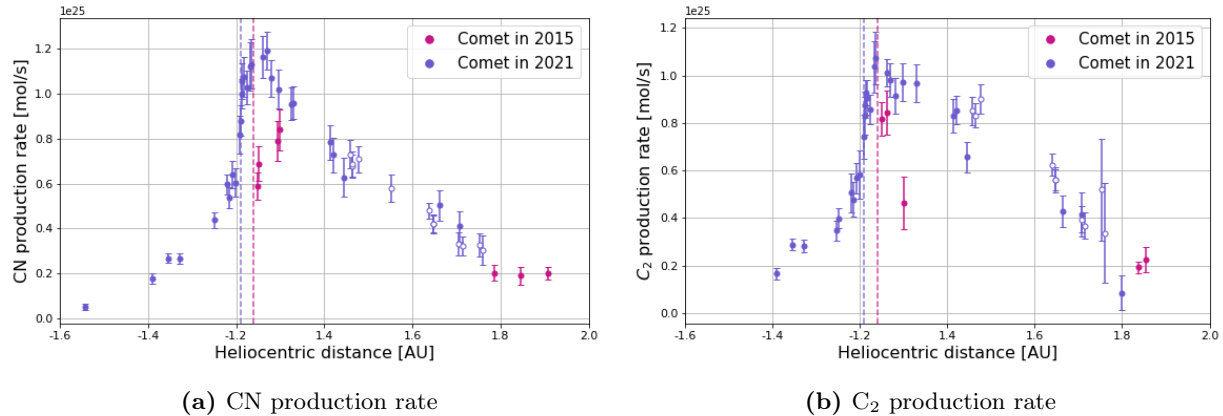 1e25
CN production rate [mol/s]
1.2
1.0
0.8
0.6
0.4
0.2
0.0
Comet in 2015
Comet in 2021
-1.6
-1.4
-1.2
1.4
1.6
1.8
2.0
Heliocentric distance [AU]
(a) CN production rate
1e25
C₂ production rate [mol/s]
1.2
1.0
0.8
0.6
0.4
0.2
0.0
Comet in 2015
Comet in 2021
-1.6
-1.4
-1.2
1.4
1.6
1.8
2.0
Heliocentric distance [AU]
(b) C₂ production rate